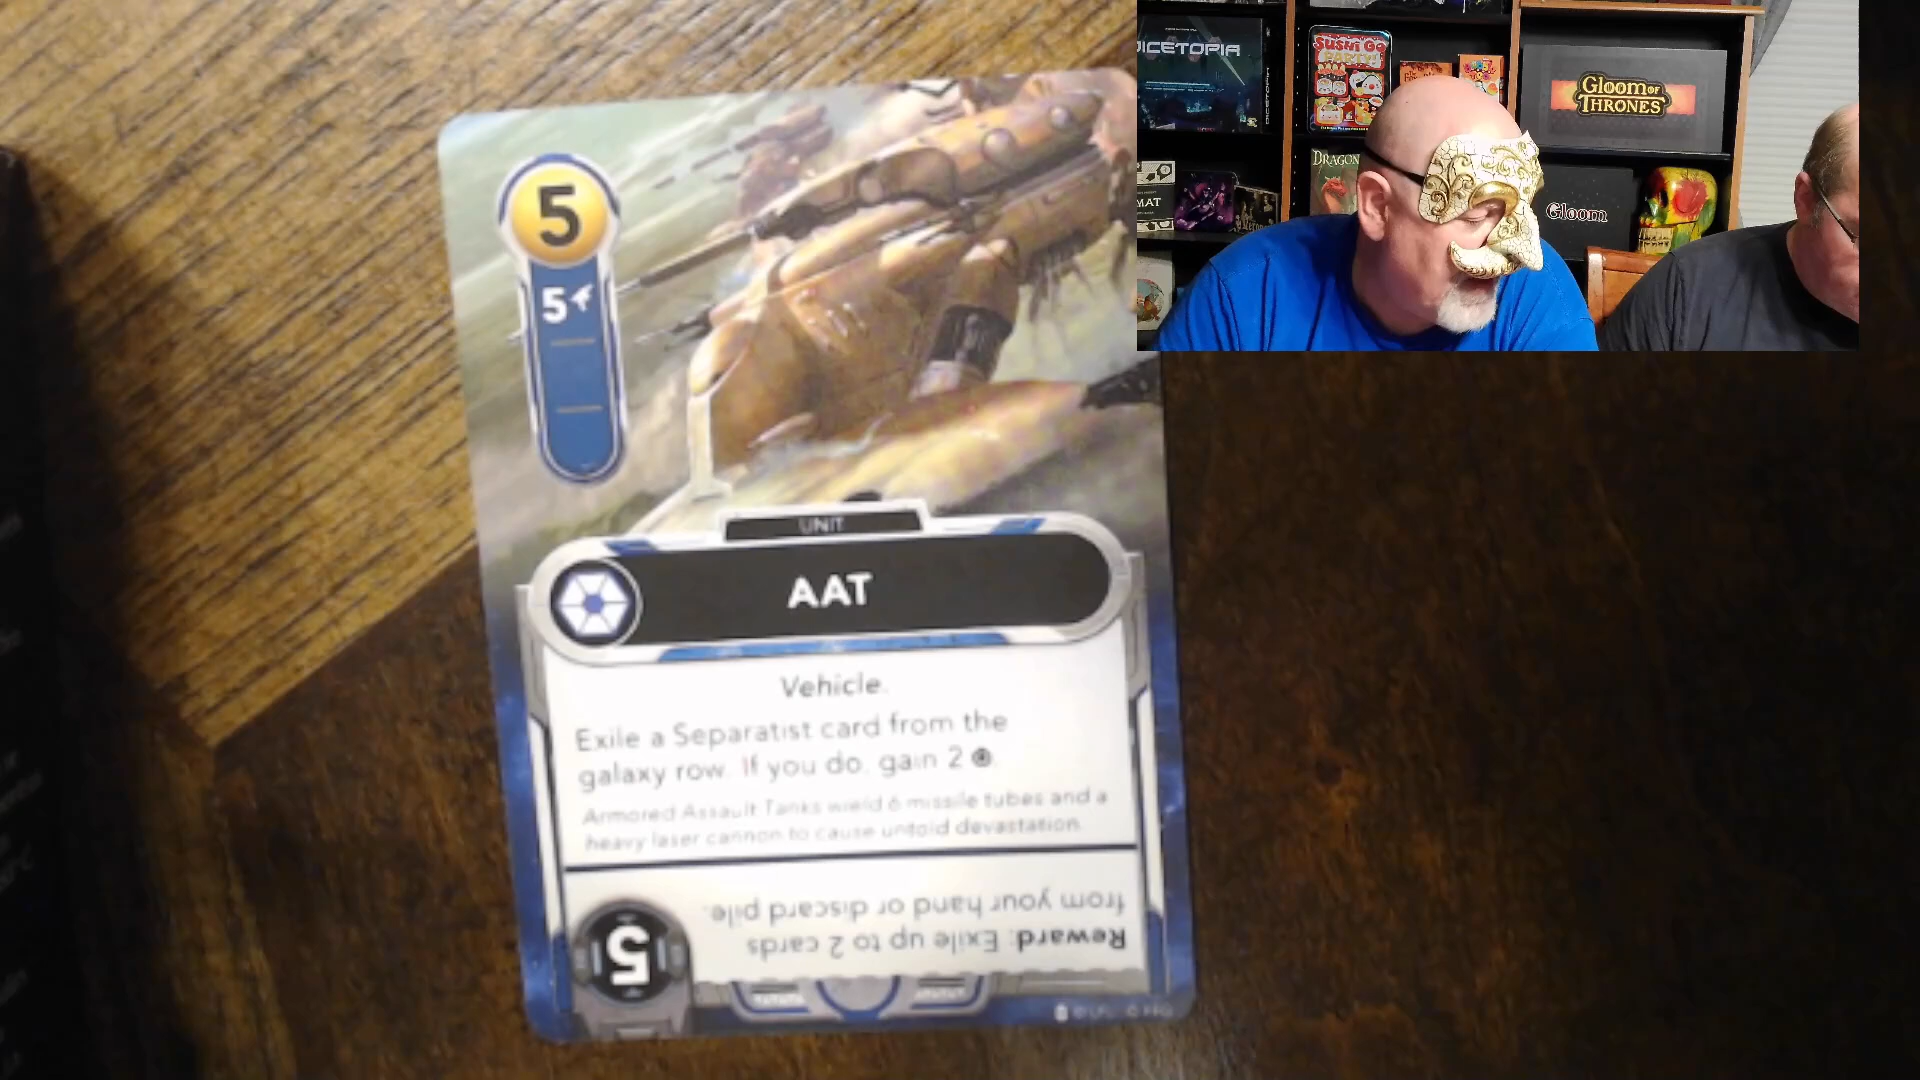 5
5
UNIT
AAT
Vehicle.
Exile a Separatist card from the
galaxy row. If you do, gain 2
Armored Assault Tanks wield 6 missile tubes and a
heavy laser cannon to cause untold devastation.
Reward: Exile up to 2 cards
from your hand or discard pile.
5
DICETOPIA
SUSHI GO
PARTY!
GLOOM OF
THRONES
DRAGON
Gloom
MAT